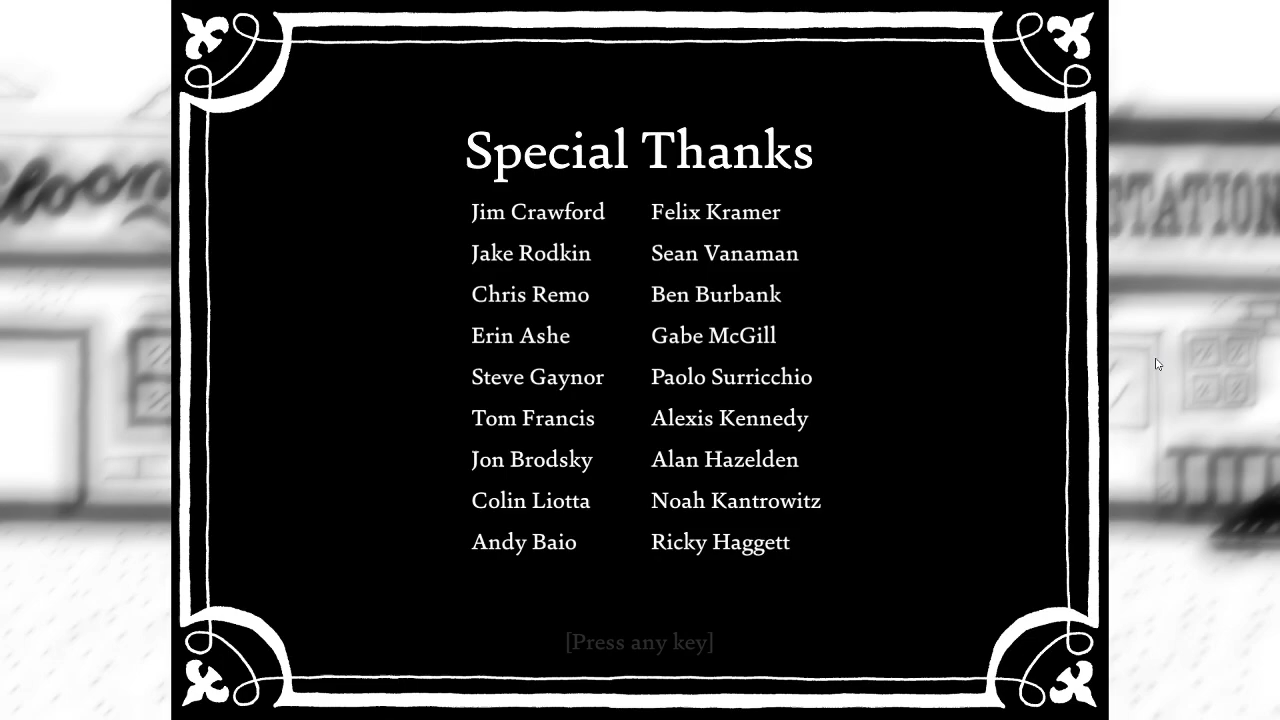 Special Thanks
Jim Crawford Felix Kramer
Jake Rodkin Sean Vanaman
Chris Remo Ben Burbank
Erin Ashe Gabe McGill
Steve Gaynor Paolo Surricchio
Tom Francis Alexis Kennedy
Jon Brodsky Alan Hazelden
Colin Liotta Noah Kantrowitz
Andy Baio Ricky Haggett
[Press any key]
STATION